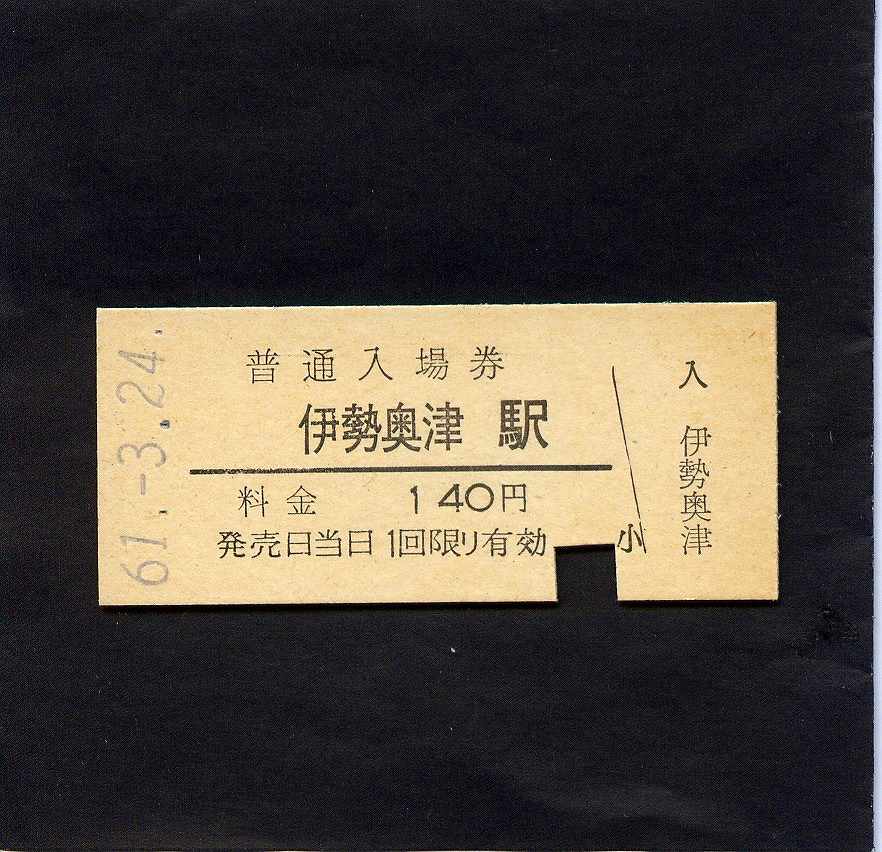 61.-3.24.
普通入場券
伊勢奥津 駅
料金 140円
発売日当日1回限り有効
小
入
伊勢奥津